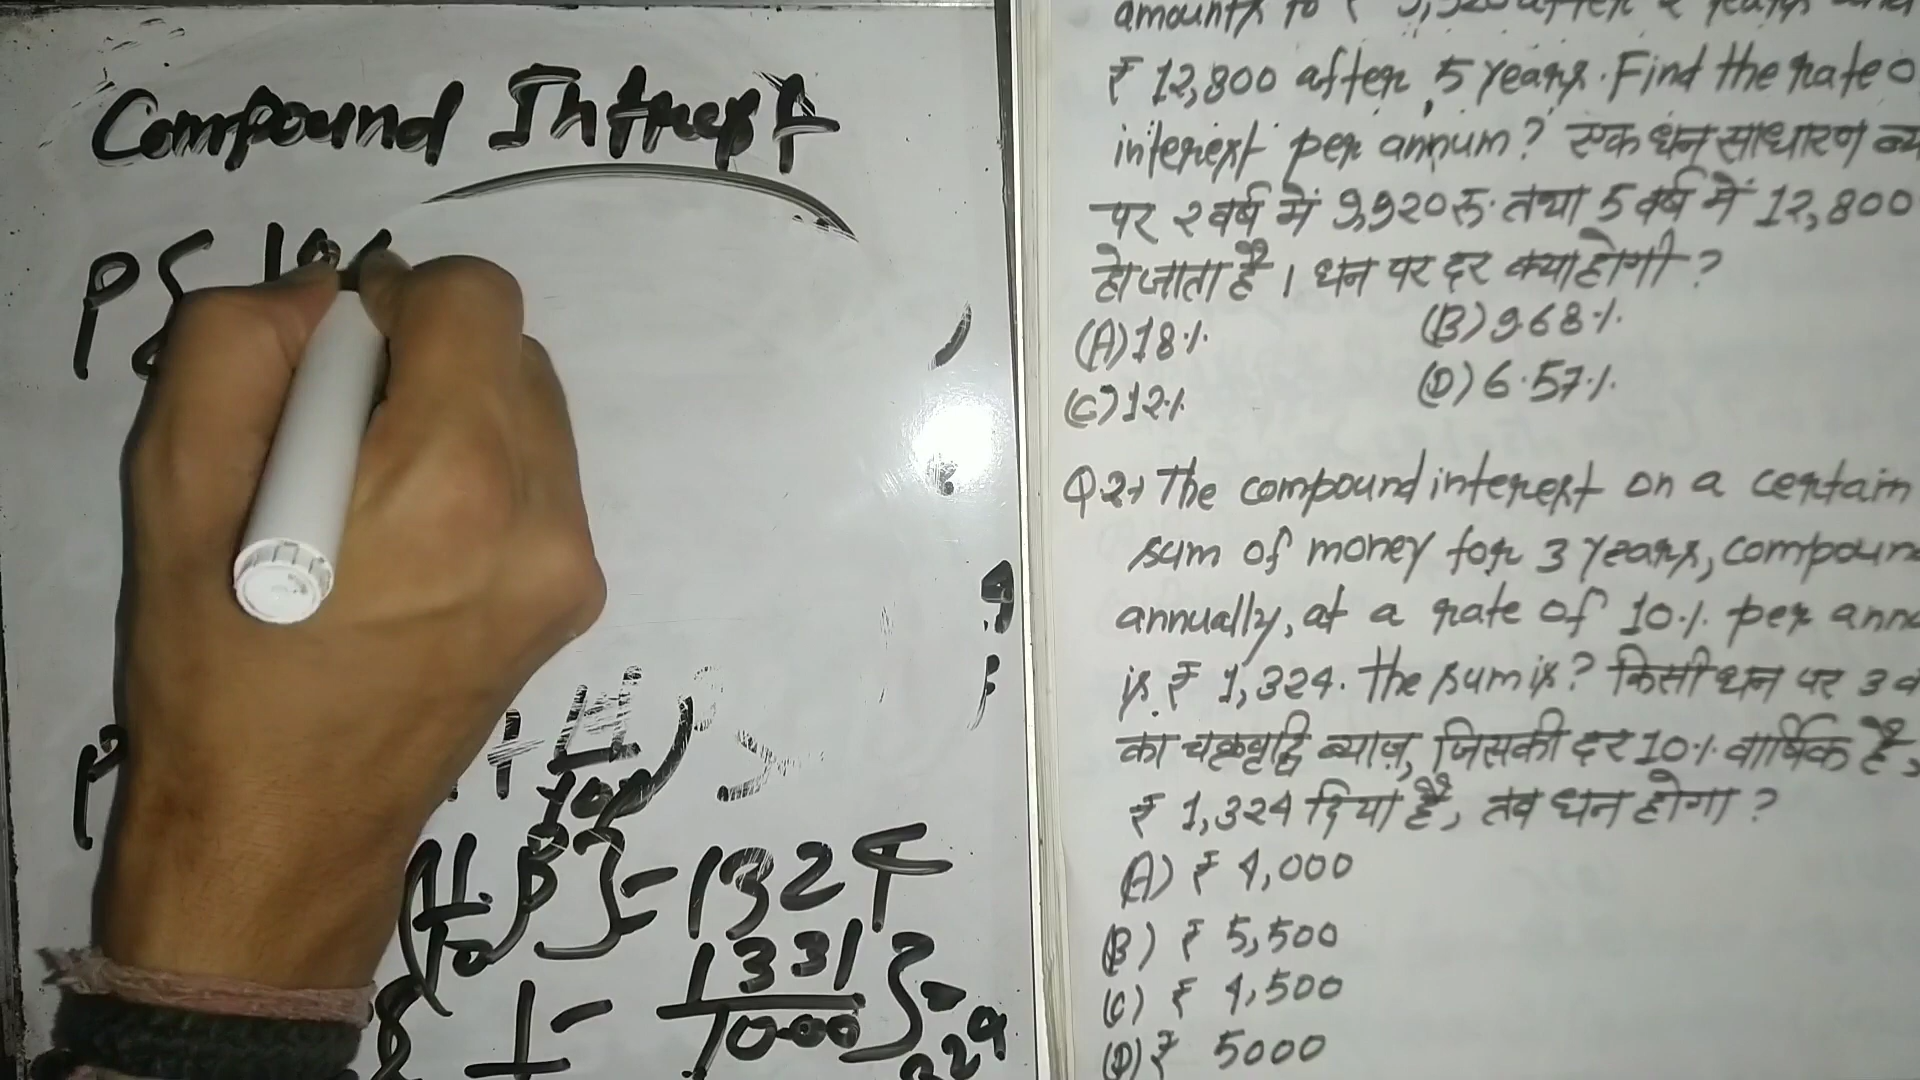 Compound Intrest
P{
= 1324
1331
1000
₹ 12,800 after 5 years. Find the rate o
interest per annum? एक धन साधारण ब्य
पर २ वर्ष में 9,920 रू. तथा 5 वर्ष में 12,800
हो जाता है। धन पर दर क्या होगी?
(A) 18%
(B) 9.68%
(C) 12%
(D) 6.57%
Q.2→ The compound interest on a certain
sum of money for 3 years, compoun
annually, at a rate of 10% per ann
is ₹ 1,324. The sum is? किसी धन पर 3 व
का चक्रवृद्धि ब्याज़, जिसकी दर 10% वार्षिक है,
₹ 1,324 दिया है, तब धन होगा?
(A) ₹ 4,000
(B) ₹ 5,500
(C) ₹ 4,500
(D) ₹ 5000